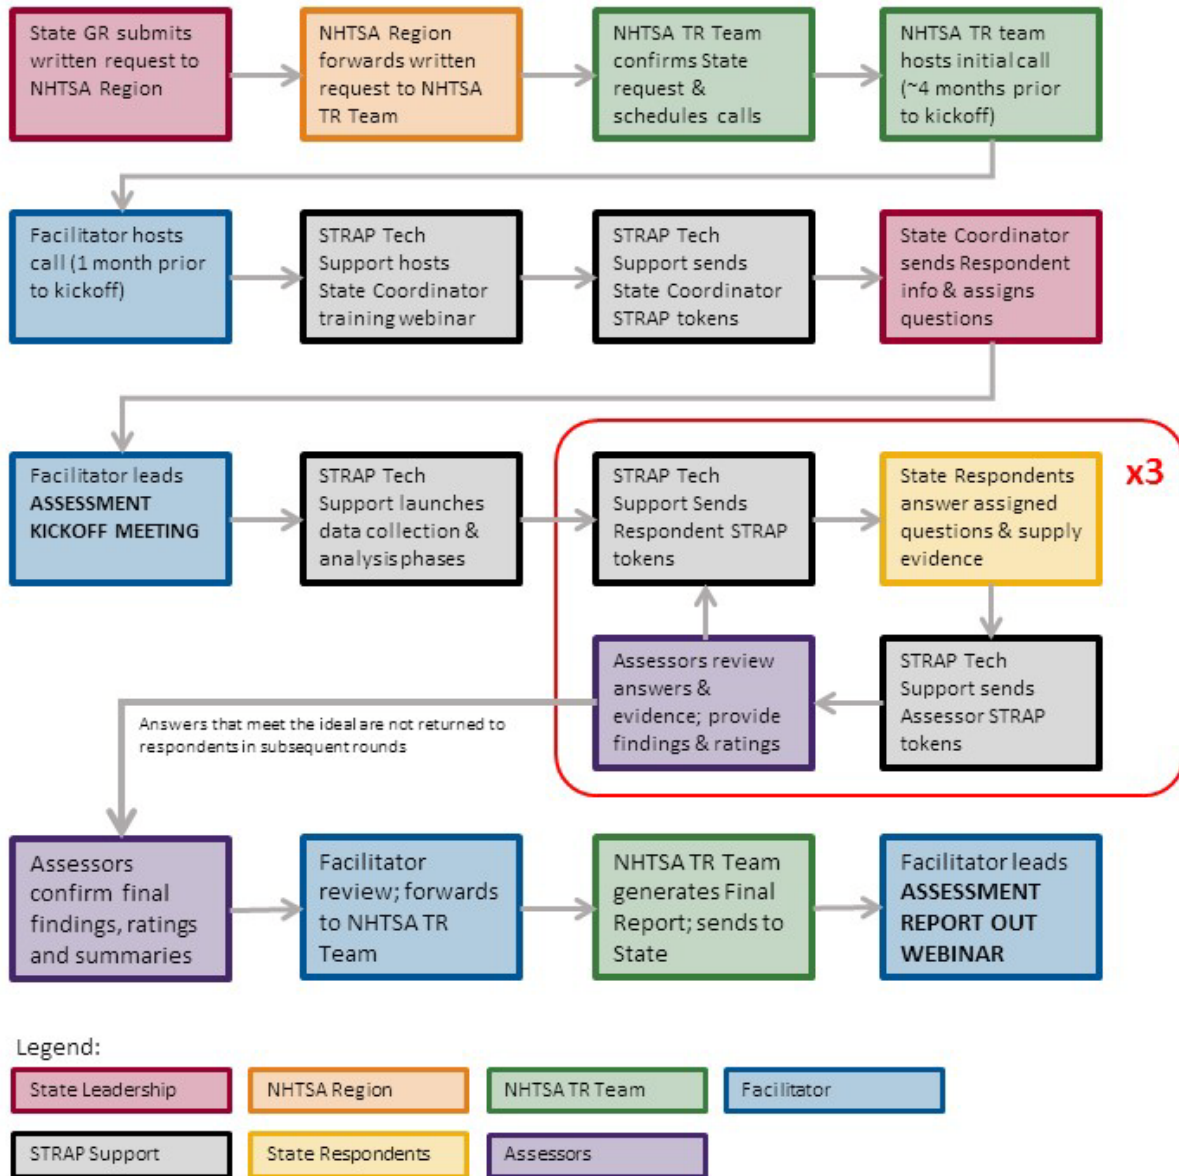 State GR submits
written request to
NHTSA Region
NHTSA Region
forwards written
request to NHTSA
TR Team
NHTSA TR Team
confirms State
request &
schedules calls
NHTSA TR team
hosts initial call
(~4 months prior
to kickoff)
Facilitator hosts
call (1 month prior
to kickoff)
STRAP Tech
Support hosts
State Coordinator
training webinar
STRAP Tech
Support sends
State Coordinator
STRAP tokens
State Coordinator
sends Respondent
info & assigns
questions
Facilitator leads
ASSESSMENT
KICKOFF MEETING
STRAP Tech
Support launches
data collection &
analysis phases
STRAP Tech
Support Sends
Respondent STRAP
tokens
State Respondents
answer assigned
questions & supply
evidence
x3
Assessors review
answers &
evidence; provide
findings & ratings
STRAP Tech
Support sends
Assessor STRAP
tokens
Answers that meet the ideal are not returned to
respondents in subsequent rounds
Assessors
confirm final
findings, ratings
and summaries
Facilitator
review; forwards
to NHTSA TR
Team
NHTSA TR Team
generates Final
Report; sends to
State
Facilitator leads
ASSESSMENT
REPORT OUT
WEBINAR
Legend:
State Leadership
NHTSA Region
NHTSA TR Team
Facilitator
STRAP Support
State Respondents
Assessors